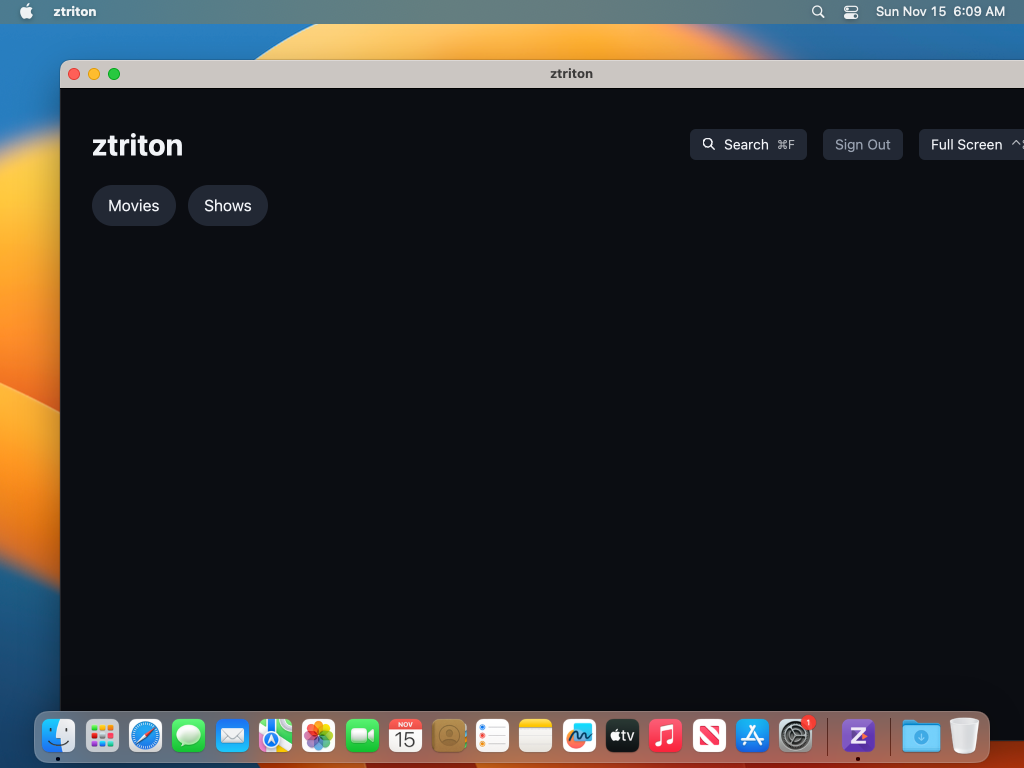 ztriton
Sun Nov 15 6:09 AM
ztriton
ztriton
Search ⌘F
Sign Out
Full Screen ^
Movies
Shows
NOV
15
tv
1
Z